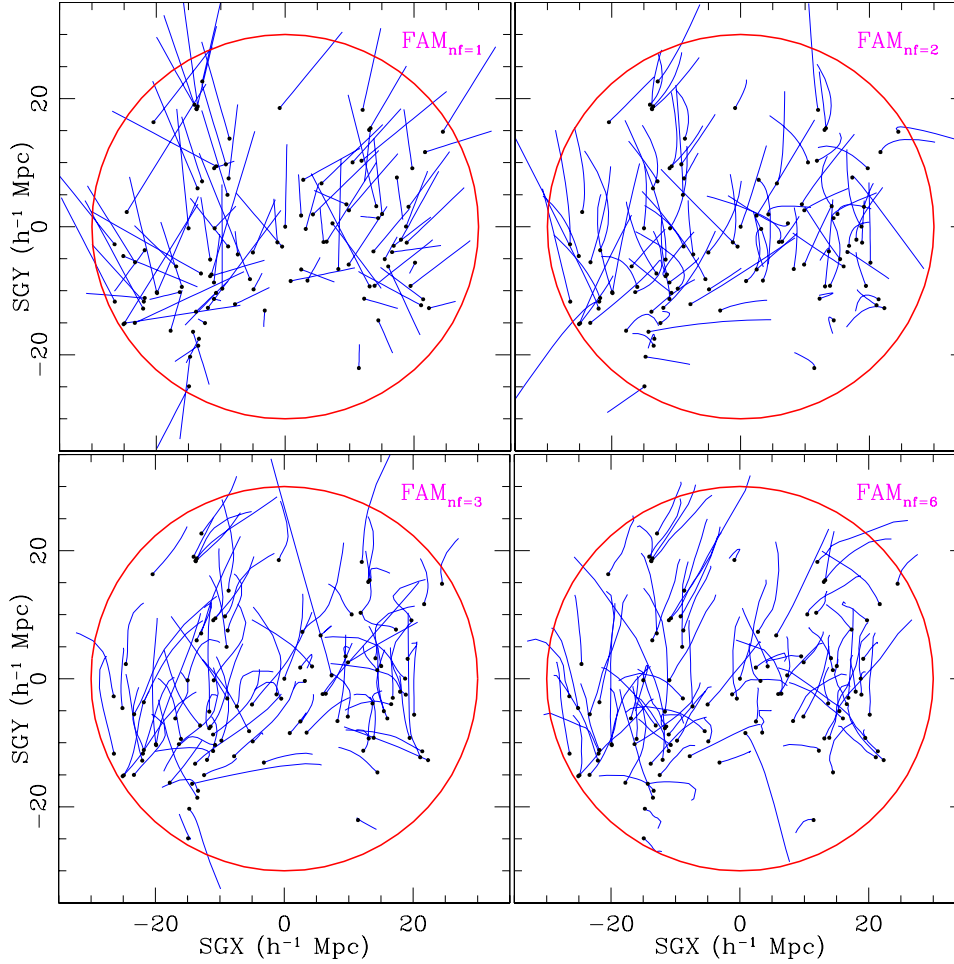 FAM_nf=1
FAM_nf=2
20
0
−20
SGY (h⁻¹ Mpc)
FAM_nf=3
FAM_nf=6
20
0
−20
SGY (h⁻¹ Mpc)
−20 0 20
−20 0 20
SGX (h⁻¹ Mpc)
SGX (h⁻¹ Mpc)